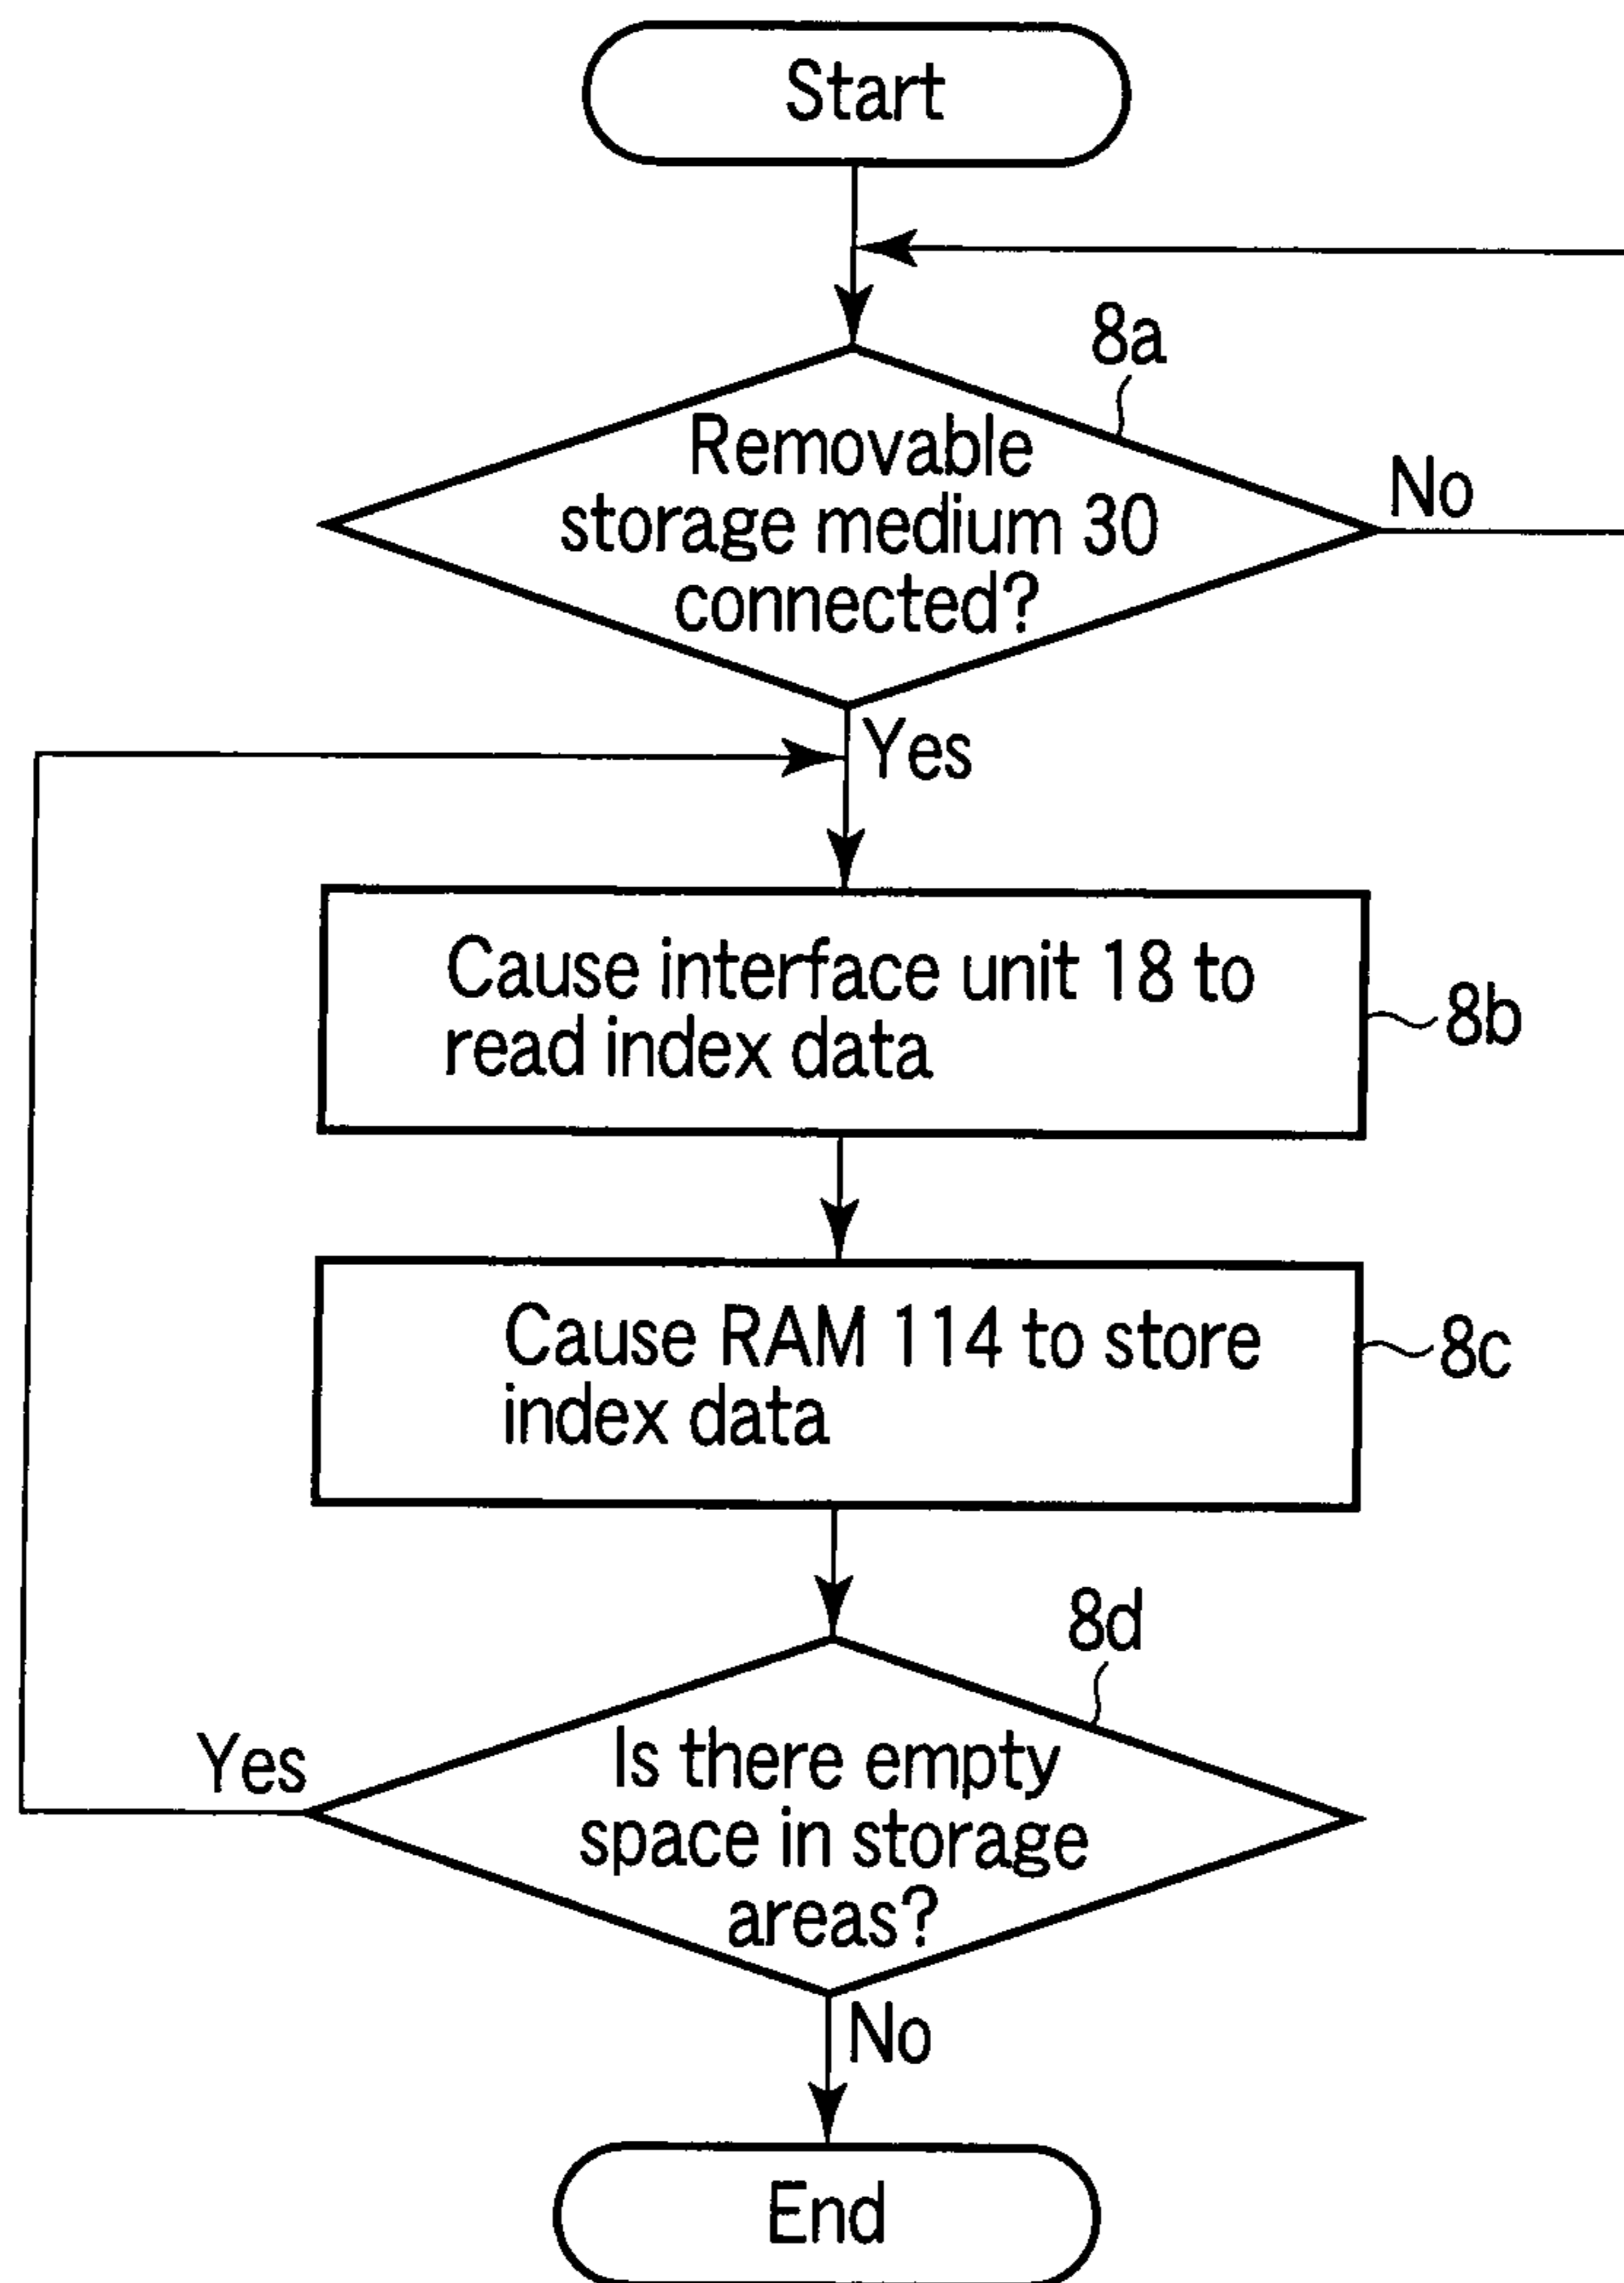 Start
8a
Removable
storage medium 30
connected?
No
Yes
Cause interface unit 18 to
read index data
8b
Cause RAM 114 to store
index data
8c
8d
Is there empty
space in storage
areas?
Yes
No
End